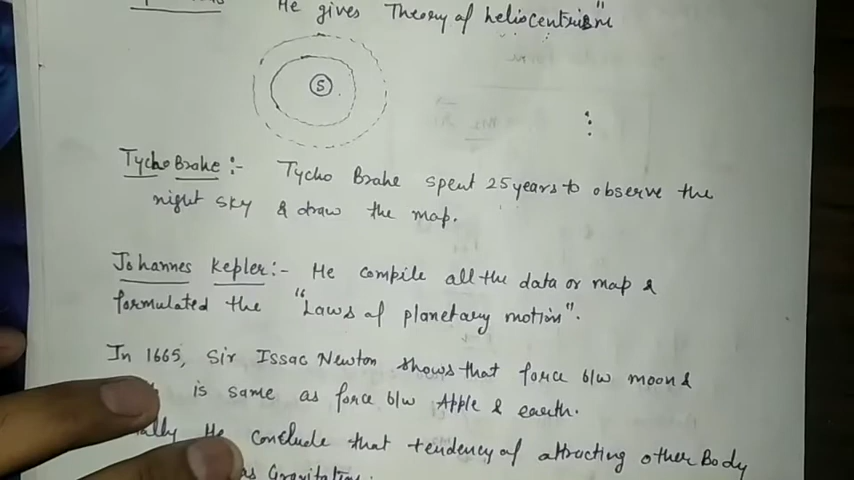 He gives Theory of heliocentrism"
S
Tycho Brahe :- Tycho Brahe spent 25 years to observe the
night sky & draw the map.
Johannes Kepler:- He compile all the data or map &
formulated the "Laws of planetary motion".
In 1665, Sir Issac Newton shows that force b/w moon &
is same as force b/w Apple & earth.
He conclude that tendency of attracting other Body
as Gravitation.